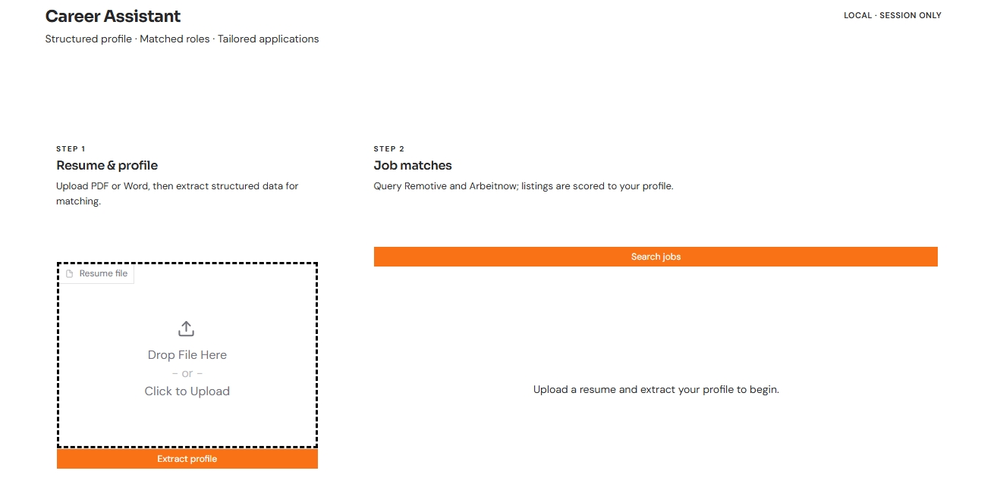 Career Assistant
LOCAL · SESSION ONLY
Structured profile · Matched roles · Tailored applications
STEP 1
Resume & profile
Upload PDF or Word, then extract structured data for
matching.
Resume file
Drop File Here
- or -
Click to Upload
Extract profile
STEP 2
Job matches
Query Remotive and Arbeitnow; listings are scored to your profile.
Search jobs
Upload a resume and extract your profile to begin.